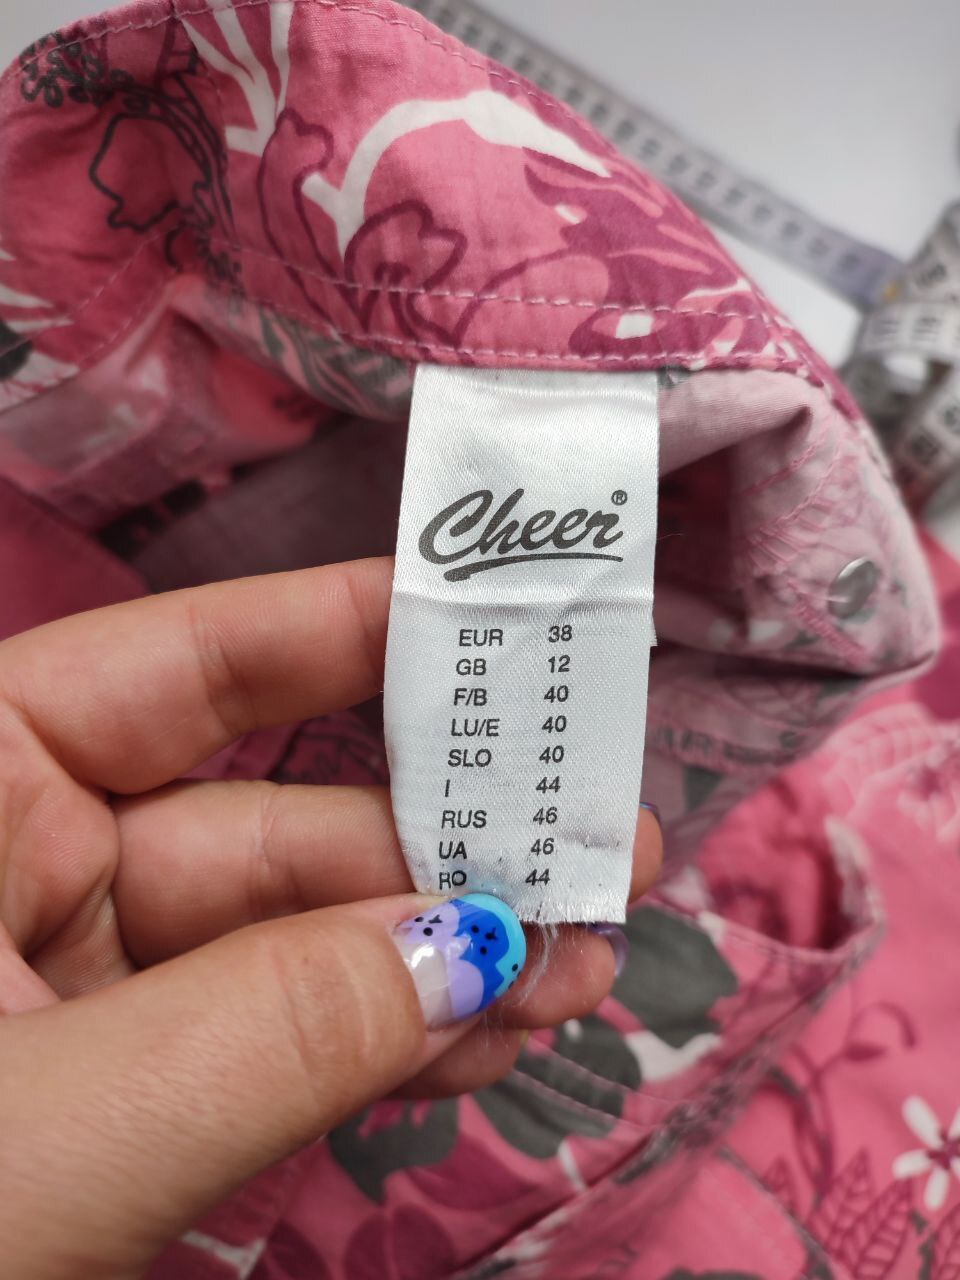 Cheer®
EUR 38
GB 12
F/B 40
LU/E 40
SLO 40
I 44
RUS 46
UA 46
RO 44